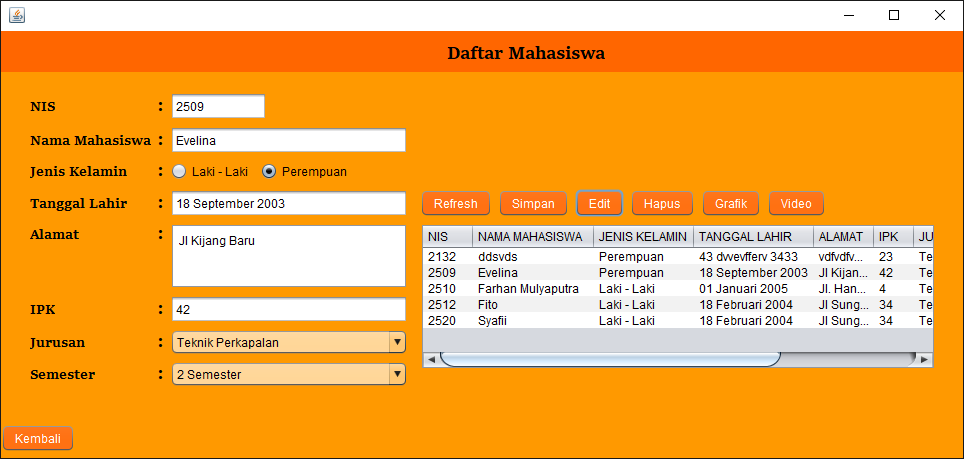 Daftar Mahasiswa
NIS : 2509
Nama Mahasiswa : Evelina
Jenis Kelamin : Laki - Laki Perempuan
Tanggal Lahir : 18 September 2003
Alamat : Jl Kijang Baru
IPK : 42
Jurusan : Teknik Perkapalan
Semester : 2 Semester
Kembali
Refresh Simpan Edit Hapus Grafik Video
NIS NAMA MAHASISWA JENIS KELAMIN TANGGAL LAHIR ALAMAT IPK JU
2132 ddsvds Perempuan 43 dwevfferv 3433 vdfvdfv... 23 Te
2509 Evelina Perempuan 18 September 2003 Jl Kijan... 42 Te
2510 Farhan Mulyaputra Laki - Laki 01 Januari 2005 Jl. Han... 4 Te
2512 Fito Laki - Laki 18 Februari 2004 Jl Sung... 34 Te
2520 Syafii Laki - Laki 18 Februari 2004 Jl Sung... 34 Te